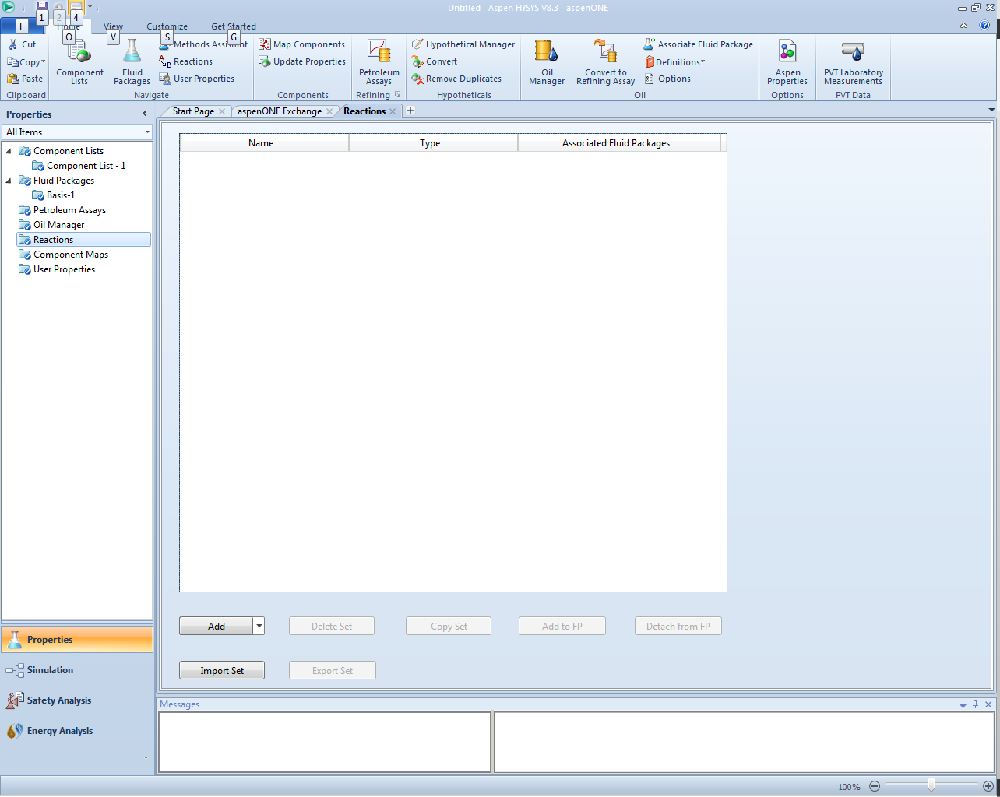 Untitled - Aspen HYSYS V8.3 - aspenONE
1 2 4
F Home View Customize Get Started
O V S G
Cut
Copy
Paste
Clipboard
Component Lists
Fluid Packages
Methods Assistant
Reactions
User Properties
Navigate
Map Components
Update Properties
Components
Petroleum Assays
Refining
Hypothetical Manager
Convert
Remove Duplicates
Hypotheticals
Oil Manager
Convert to Refining Assay
Associate Fluid Package
Definitions
Options
Oil
Aspen Properties
Options
PVT Laboratory Measurements
PVT Data
Properties
All Items
Component Lists
Component List - 1
Fluid Packages
Basis-1
Petroleum Assays
Oil Manager
Reactions
Component Maps
User Properties
Properties
Simulation
Safety Analysis
Energy Analysis
Start Page aspenONE Exchange Reactions
Name Type Associated Fluid Packages
Add Delete Set Copy Set Add to FP Detach from FP
Import Set Export Set
Messages
100%